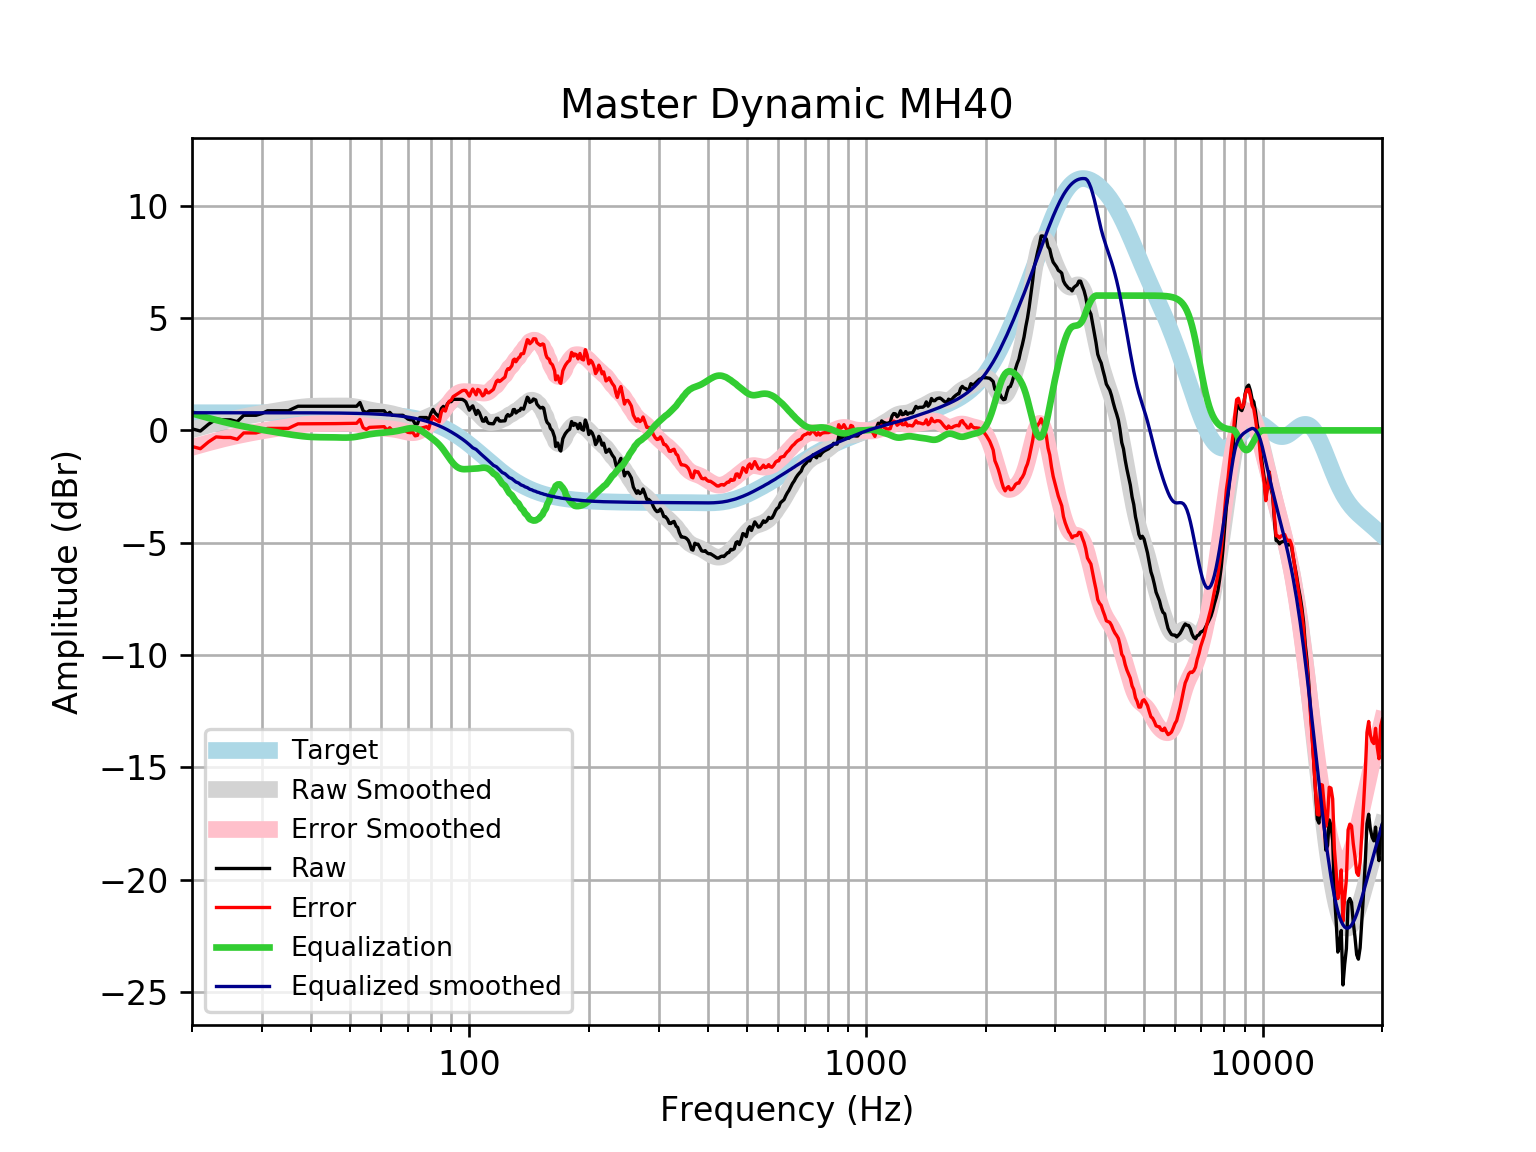 Master Dynamic MH40
10
5
0
−5
−10
−15
−20
−25
Amplitude (dBr)
Target
Raw Smoothed
Error Smoothed
Raw
Error
Equalization
Equalized smoothed
100
1000
10000
Frequency (Hz)